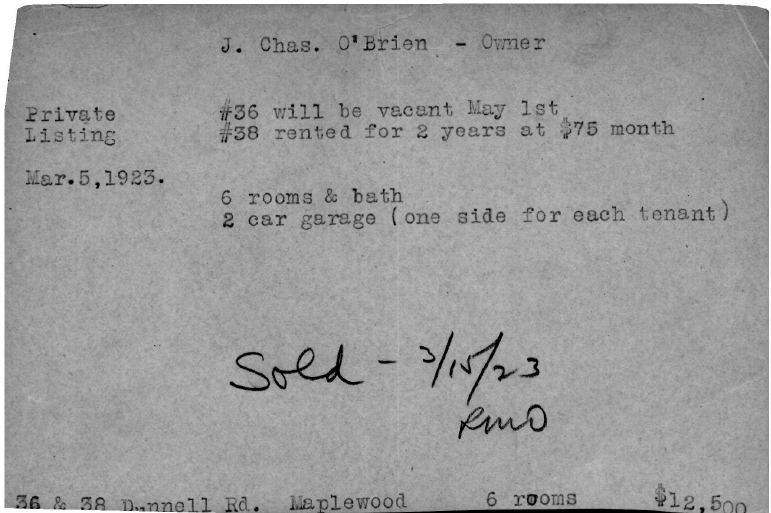 J. Chas. O'Brien - Owner
Private #36 will be vacant May 1st
Listing #38 rented for 2 years at $75 month
Mar.5,1923.
6 rooms & bath
2 car garage (one side for each tenant)
Sold - 3/15/23
RMO
36 & 38 Dunnell Rd. Maplewood 6 rooms $12,500